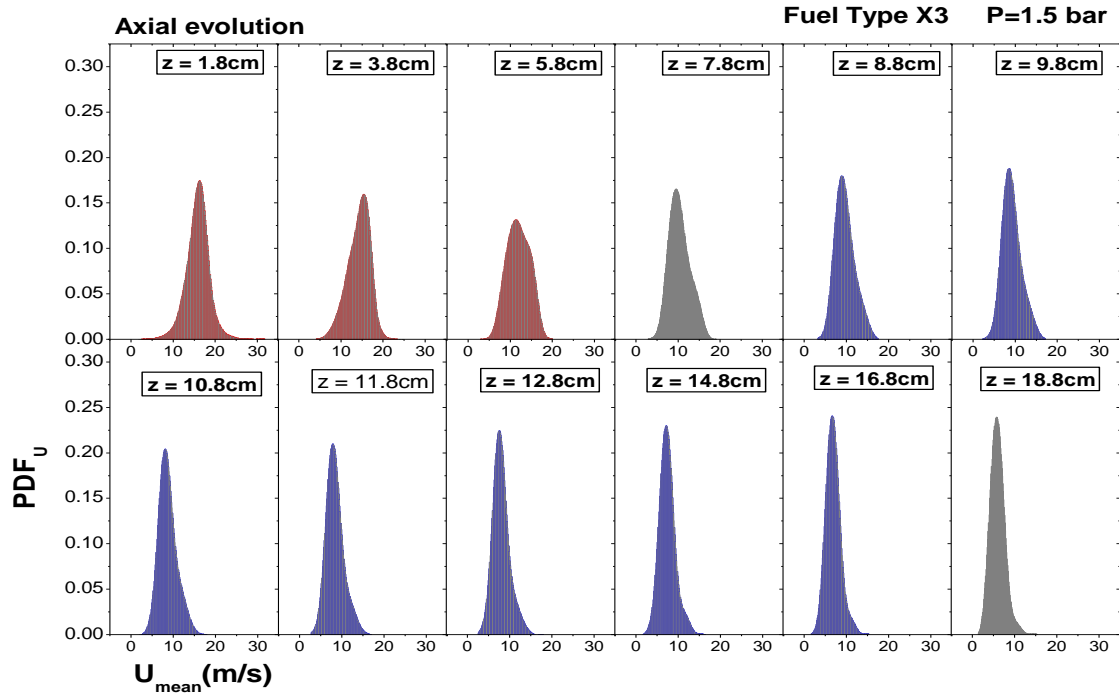 Axial evolution Fuel Type X3 P=1.5 bar
z = 1.8cm z = 3.8cm z = 5.8cm z = 7.8cm z = 8.8cm z = 9.8cm
0.30
0.25
0.20
0.15
0.10
0.05
0.00
0 10 20 30 0 10 20 30 0 10 20 30 0 10 20 30 0 10 20 30 0 10 20 30
z = 10.8cm z = 11.8cm z = 12.8cm z = 14.8cm z = 16.8cm z = 18.8cm
0.30
0.25
0.20
0.15
0.10
0.05
0.00
0 10 20 30 0 10 20 30 0 10 20 30 0 10 20 30 0 10 20 30 0 10 20 30
PDF_U
U_mean(m/s)